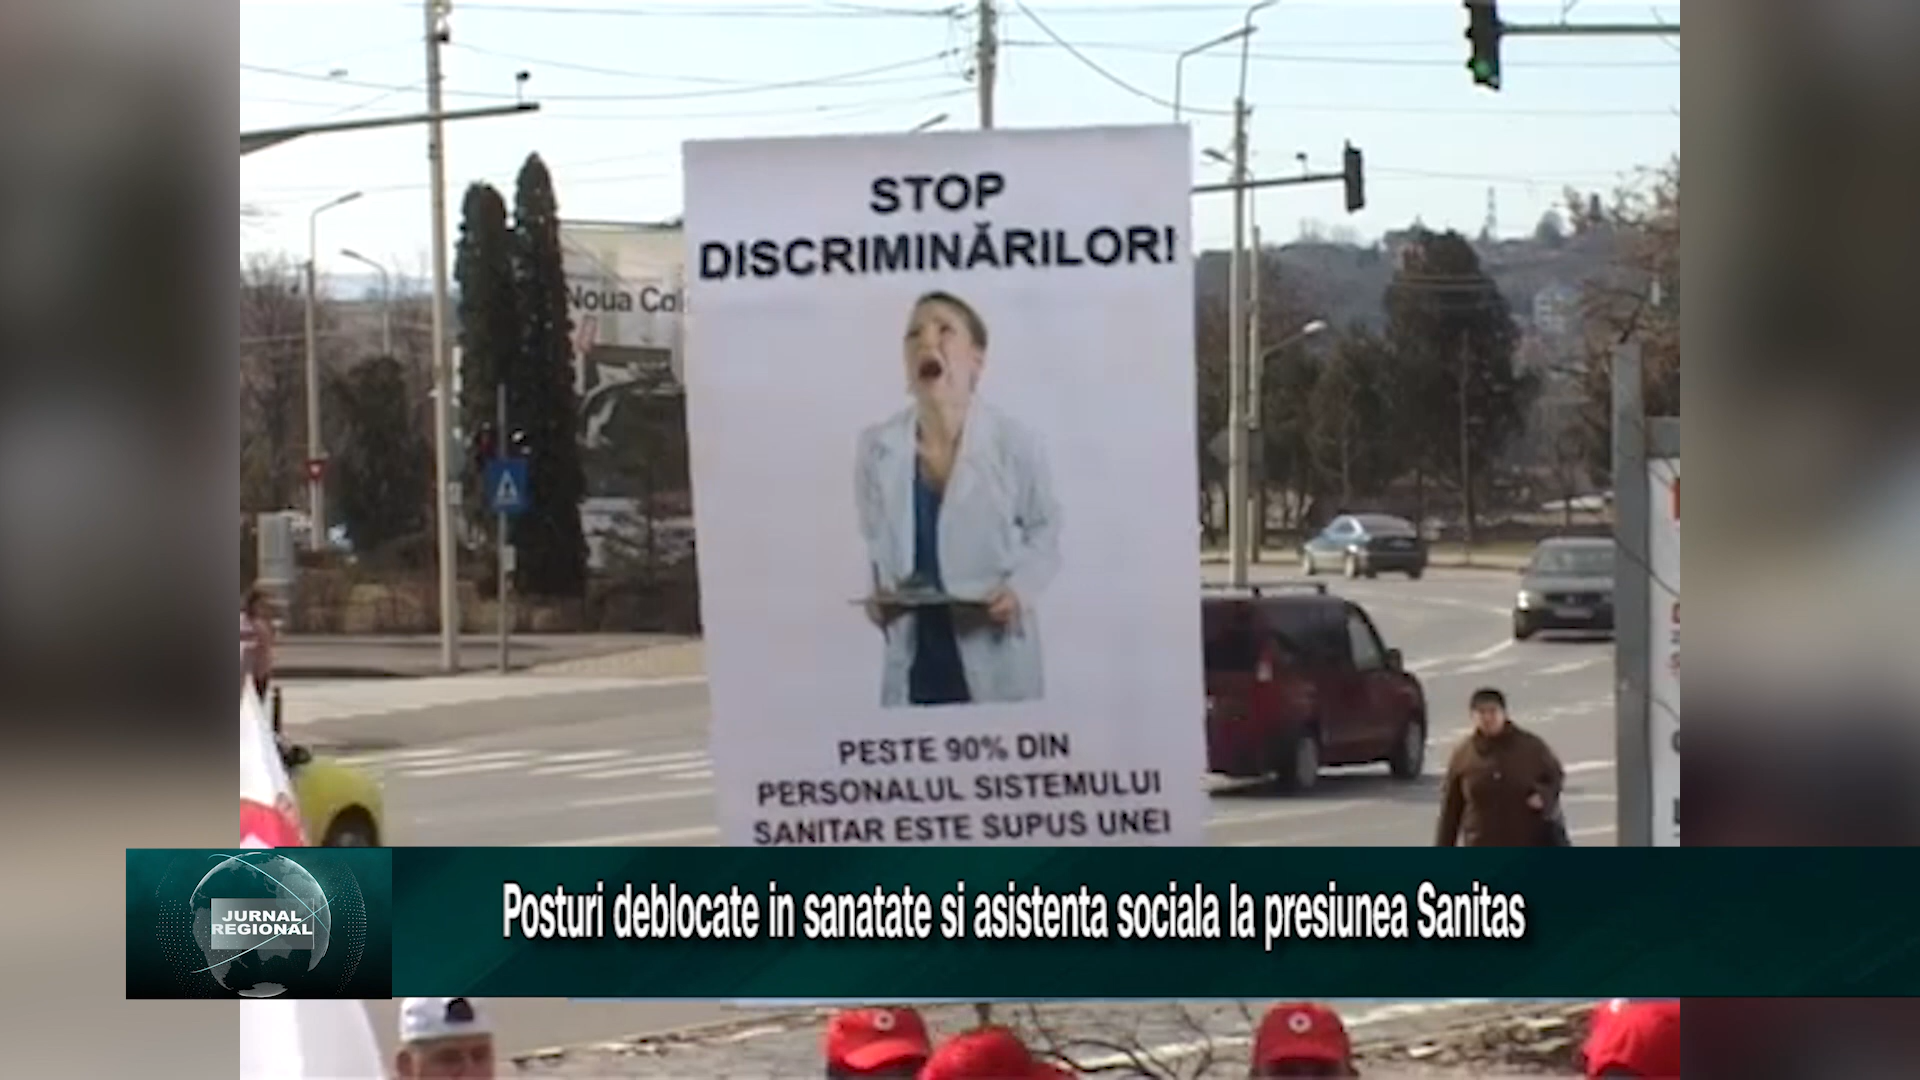 STOP
DISCRIMINĂRILOR!
Noua Col
PESTE 90% DIN
PERSONALUL SISTEMULUI
SANITAR ESTE SUPUS UNEI
JURNAL
REGIONAL
Posturi deblocate in sanatate si asistenta sociala la presiunea Sanitas